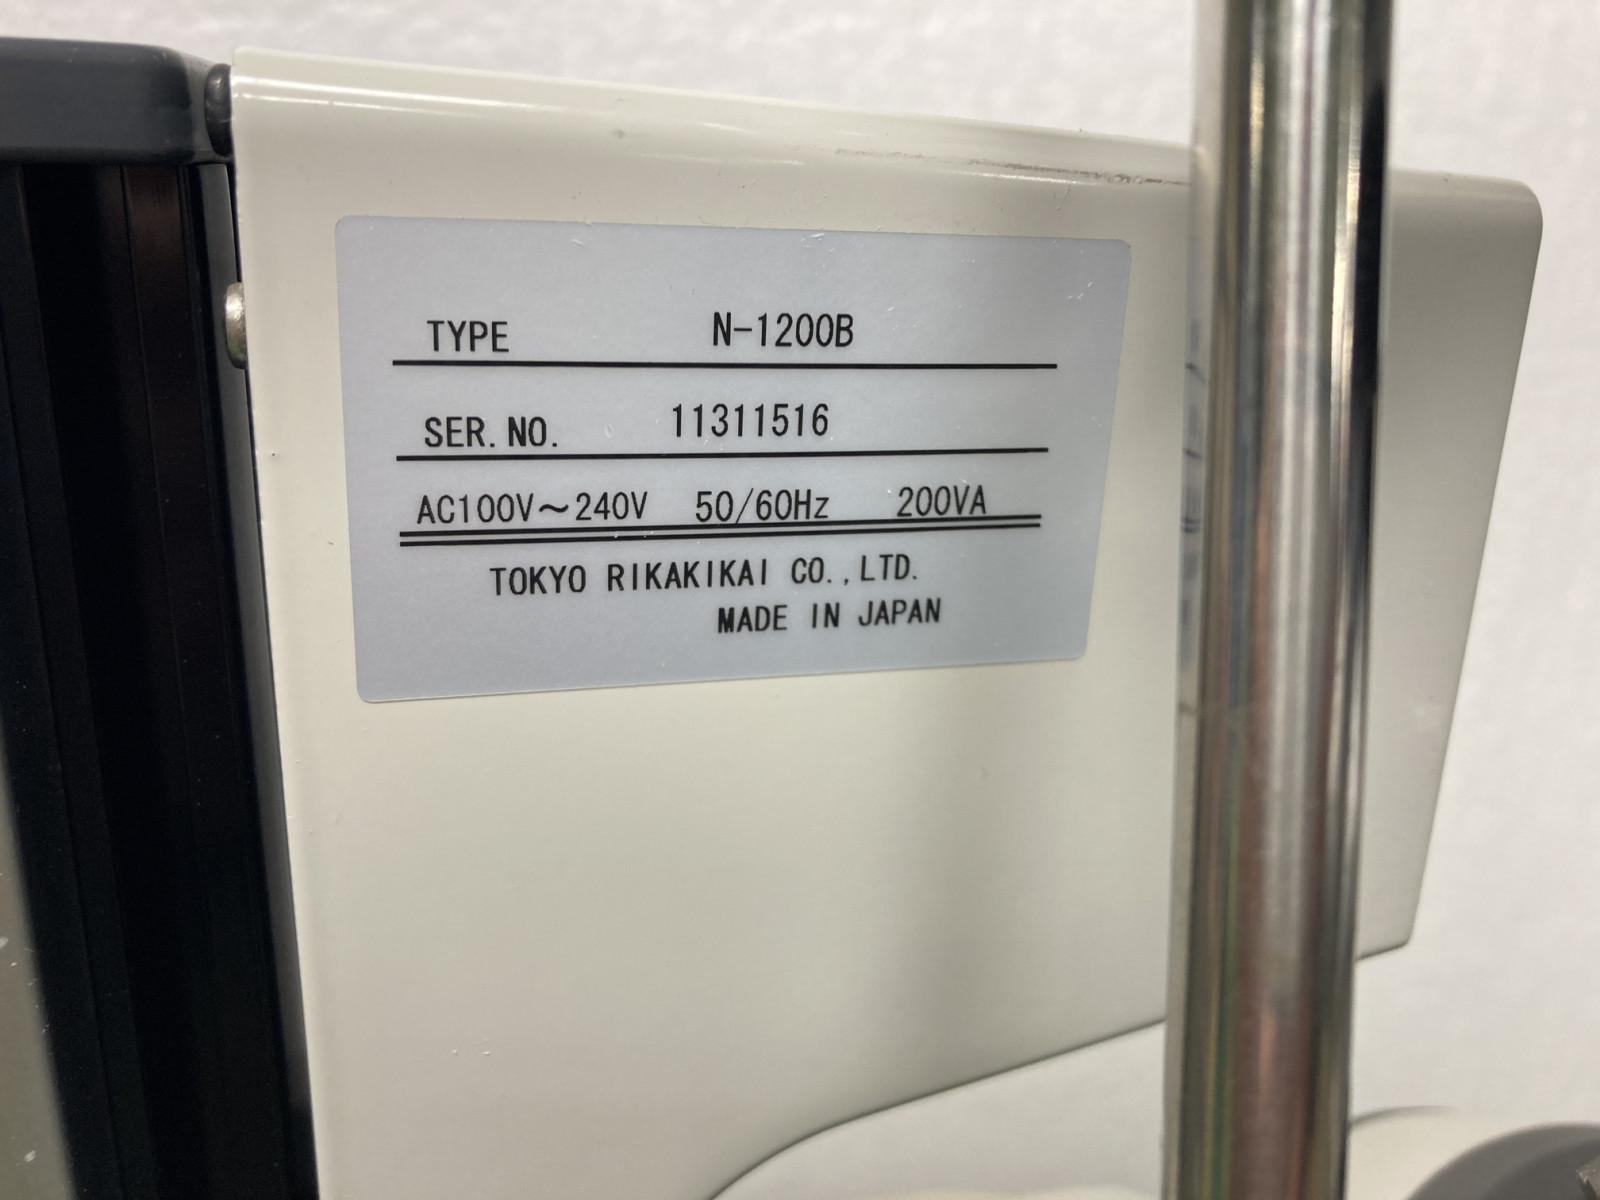 TYPE N-1200B
SER. NO. 11311516
AC100V～240V 50/60Hz 200VA
TOKYO RIKAKIKAI CO.,LTD.
MADE IN JAPAN